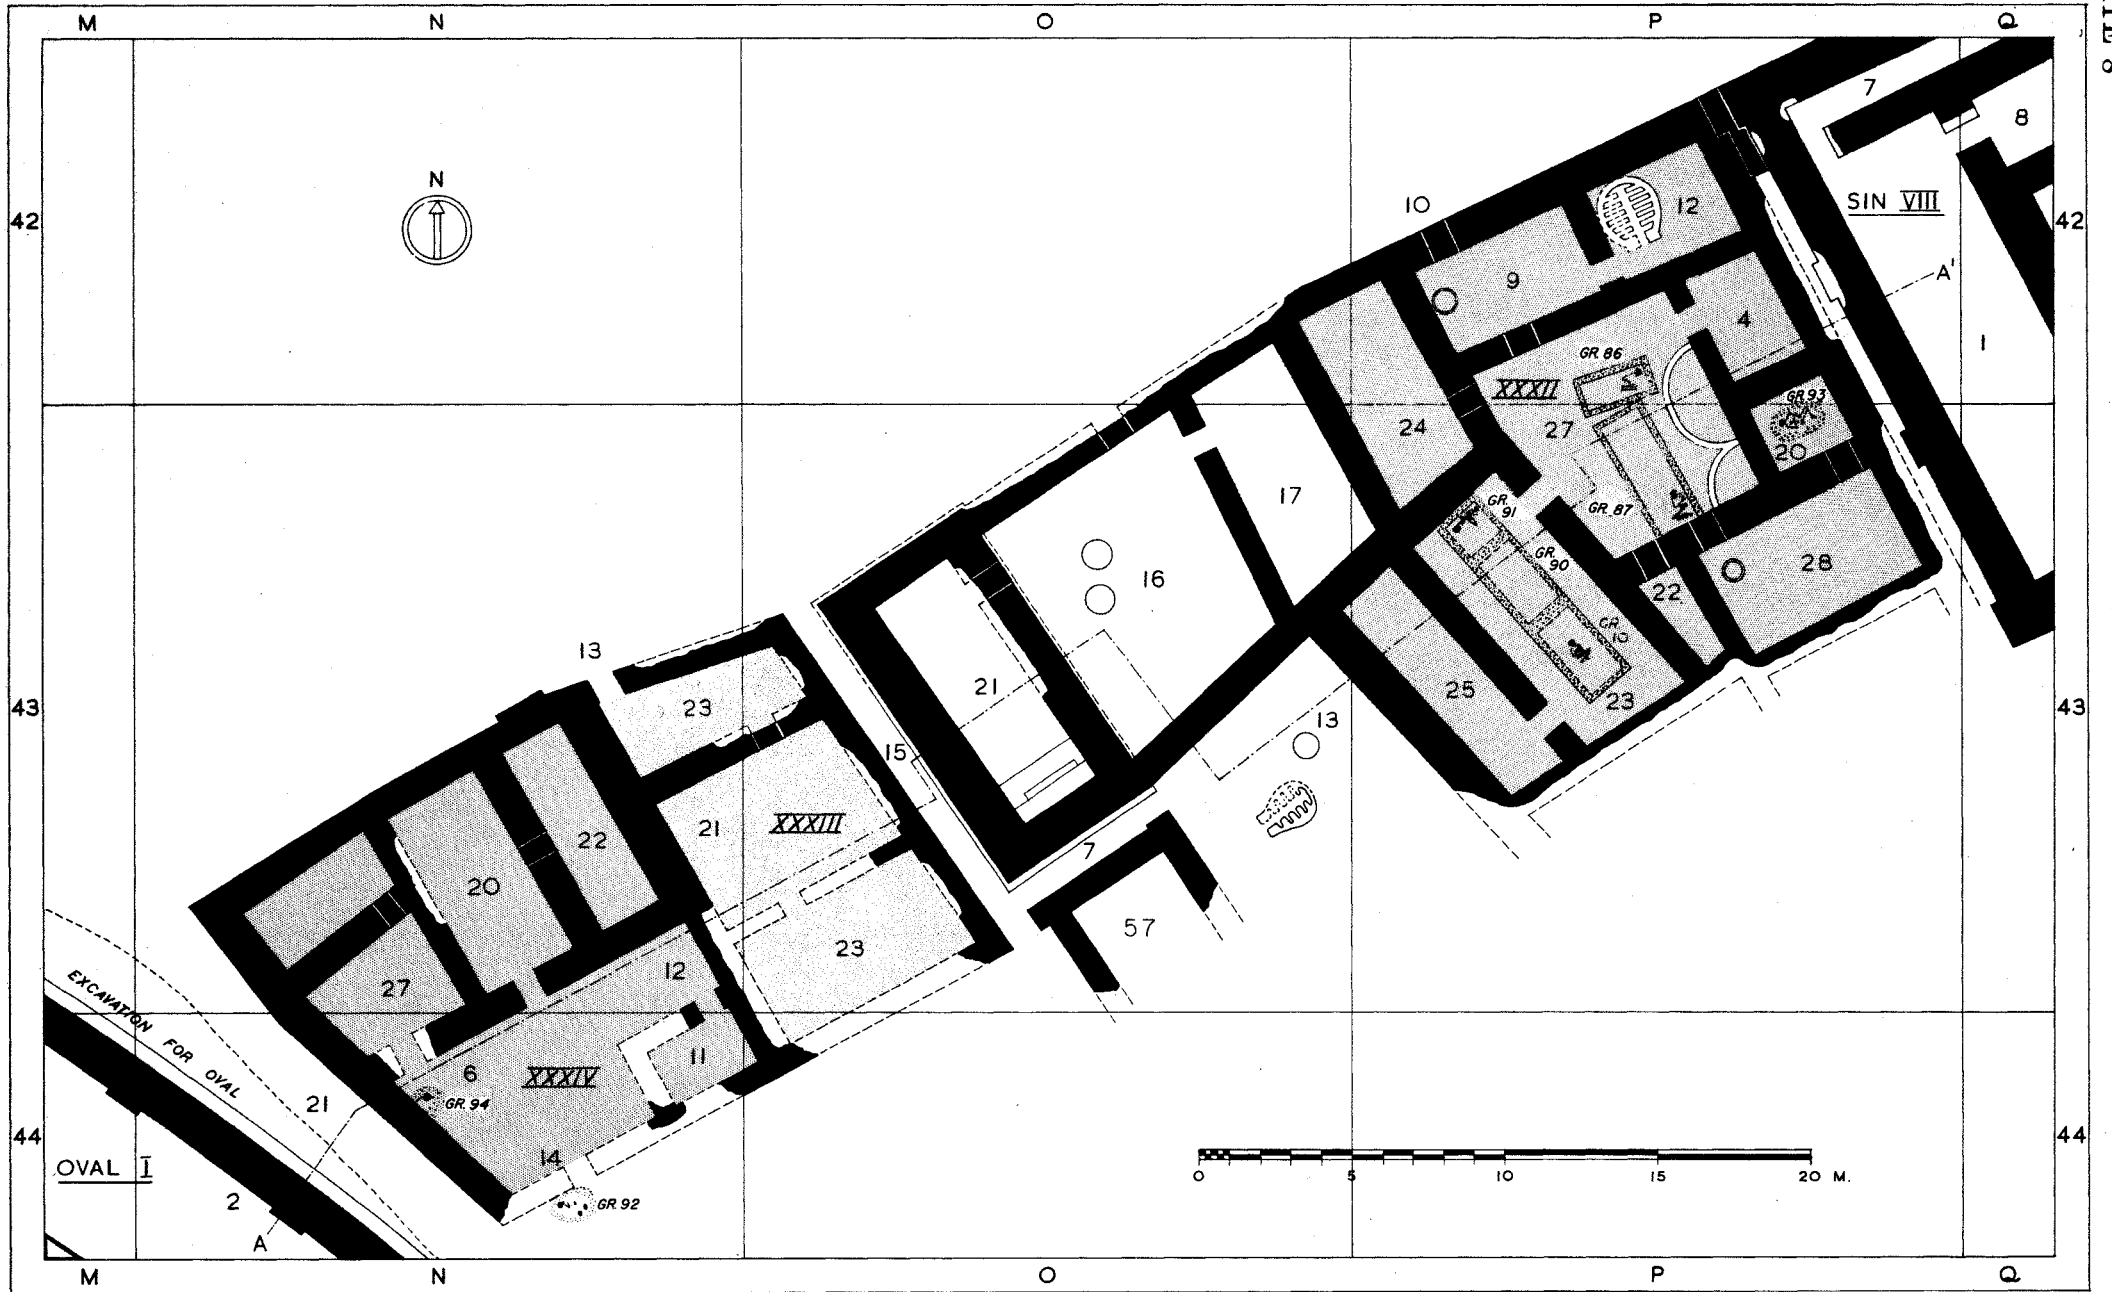 M N O P Q
7
8
N
42 10 12 SIN VIII 42
9 A'
4 1
GR. 86
XXXII
GR. 93
24 27
20
17 GR. 91 GR. 87
16 GR. 90 28
22
GR. 10
13 21 25
23 23
43 13 43
15
21 XXXIII
22
7
20
23 57
12
27
EXCAVATION FOR OVAL
11
6 XXXIV
21 GR. 94
44 44
OVAL I 14
2 GR. 92
0 5 10 15 20 M.
A
M N O P Q